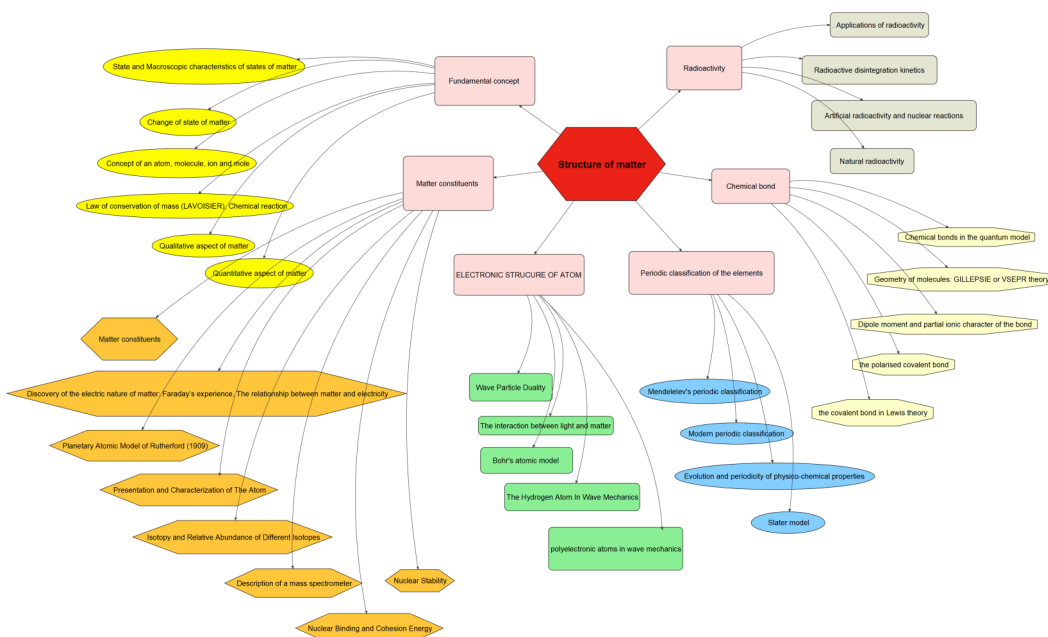 Structure of matter
Fundamental concept
State and Macroscopic characteristics of states of matter
Change of state of matter
Concept of an atom, molecule, ion and mole
Law of conservation of mass (LAVOISIER), Chemical reaction
Qualitative aspect of matter
Quantitative aspect of matter
Matter constituents
Matter constituents
Discovery of the electric nature of matter; Faraday's experience, The relationship between matter and electricity
Planetary Atomic Model of Rutherford (1909)
Presentation and Characterization of The Atom
Isotopy and Relative Abundance of Different Isotopes
Description of a mass spectrometer
Nuclear Binding and Cohesion Energy
Nuclear Stability
ELECTRONIC STRUCURE OF ATOM
Wave Particle Duality
The interaction between light and matter
Bohr's atomic model
The Hydrogen Atom In Wave Mechanics
polyelectronic atoms in wave mechanics
Periodic classification of the elements
Mendelelev's periodic classification
Modern periodic classification
Evolution and periodicity of physico-chemical properties
Slater model
Chemical bond
Chemical bonds in the quantum model
Geometry of molecules: GILLEPSIE or VSEPR theory
Dipole moment and partial ionic character of the bond
the polarised covalent bond
the covalent bond in Lewis theory
Radioactivity
. Applications of radioactivity
Radioactive disintegration kinetics
Artificial radioactivity and nuclear reactions
Natural radioactivity